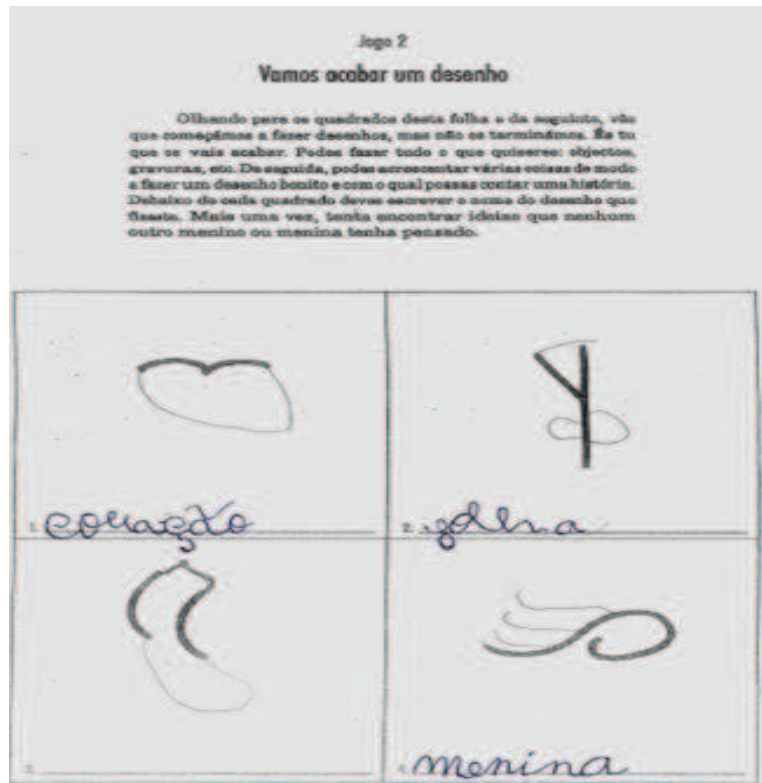 Jogo 2
Vamos acabar um desenho
Olhando para os quadrados desta folha e da seguinte, vês
que começámos a fazer desenhos, mas não os terminámos. És tu
que os vais acabar. Podes fazer tudo o que quiseres: objectos,
gravuras, etc. De seguida, podes acrescentar várias coisas de modo
a fazer um desenho bonito e com o qual possas contar uma história.
Debaixo de cada quadrado deves escrever o nome do desenho que
fizeste. Mais uma vez, tenta encontrar ideias que nenhum
outro menino ou menina tenha pensado.
1. coração
2.
3.
4. menina